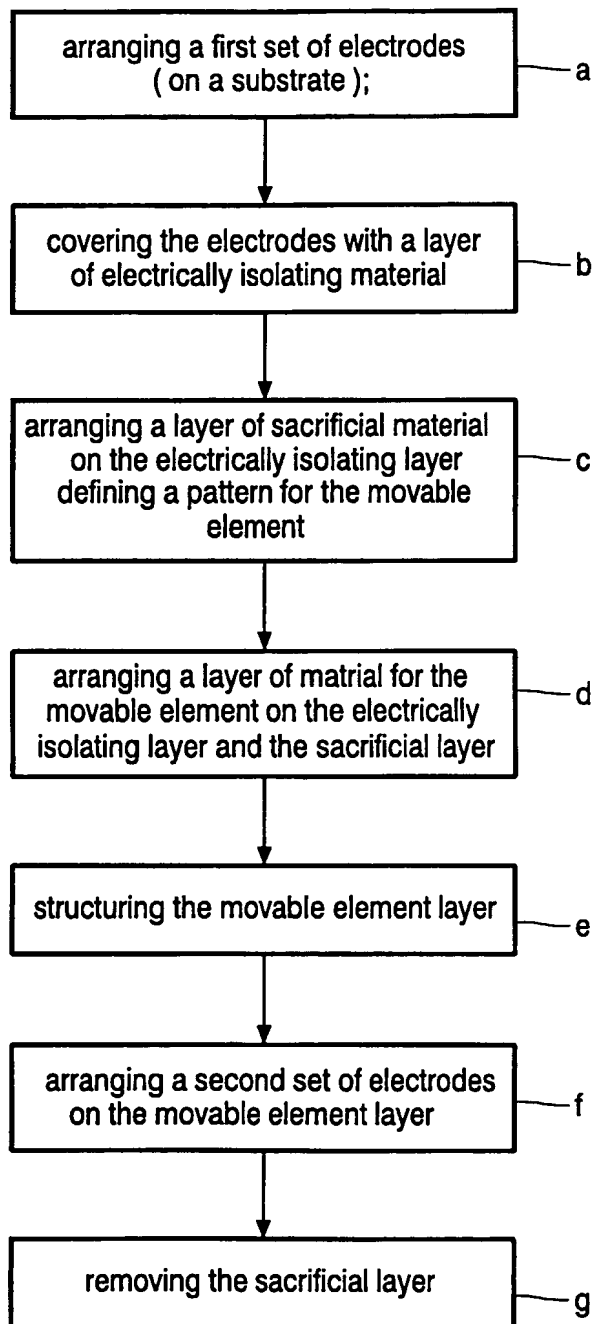 arranging a first set of electrodes
( on a substrate );
a
covering the electrodes with a layer
of electrically isolating material
b
arranging a layer of sacrificial material
on the electrically isolating layer
defining a pattern for the movable
element
c
arranging a layer of matrial for the
movable element on the electrically
isolating layer and the sacrificial layer
d
structuring the movable element layer
e
arranging a second set of electrodes
on the movable element layer
f
removing the sacrificial layer
g